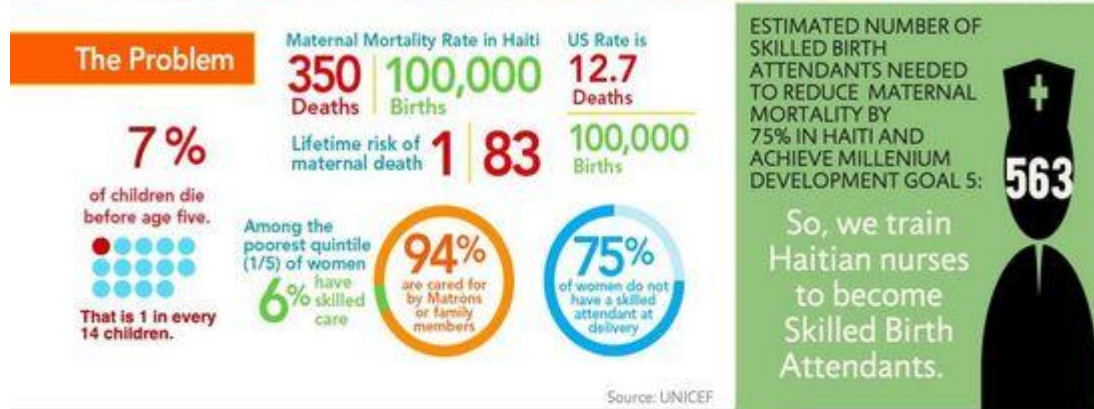 The Problem
7%
of children die
before age five.
That is 1 in every
14 children.
Maternal Mortality Rate in Haiti
350 100,000
Deaths Births
Lifetime risk of
maternal death 1 83
US Rate is
12.7
Deaths
100,000
Births
Among the
poorest quintile
(1/5) of women
6% have
skilled
care
94%
are cared for
by Matrons
or family
members
75%
of women do not
have a skilled
attendant at
delivery
Source: UNICEF
ESTIMATED NUMBER OF
SKILLED BIRTH
ATTENDANTS NEEDED
TO REDUCE MATERNAL
MORTALITY BY
75% IN HAITI AND
ACHIEVE MILLENIUM
DEVELOPMENT GOAL 5:
563
So, we train
Haitian nurses
to become
Skilled Birth
Attendants.